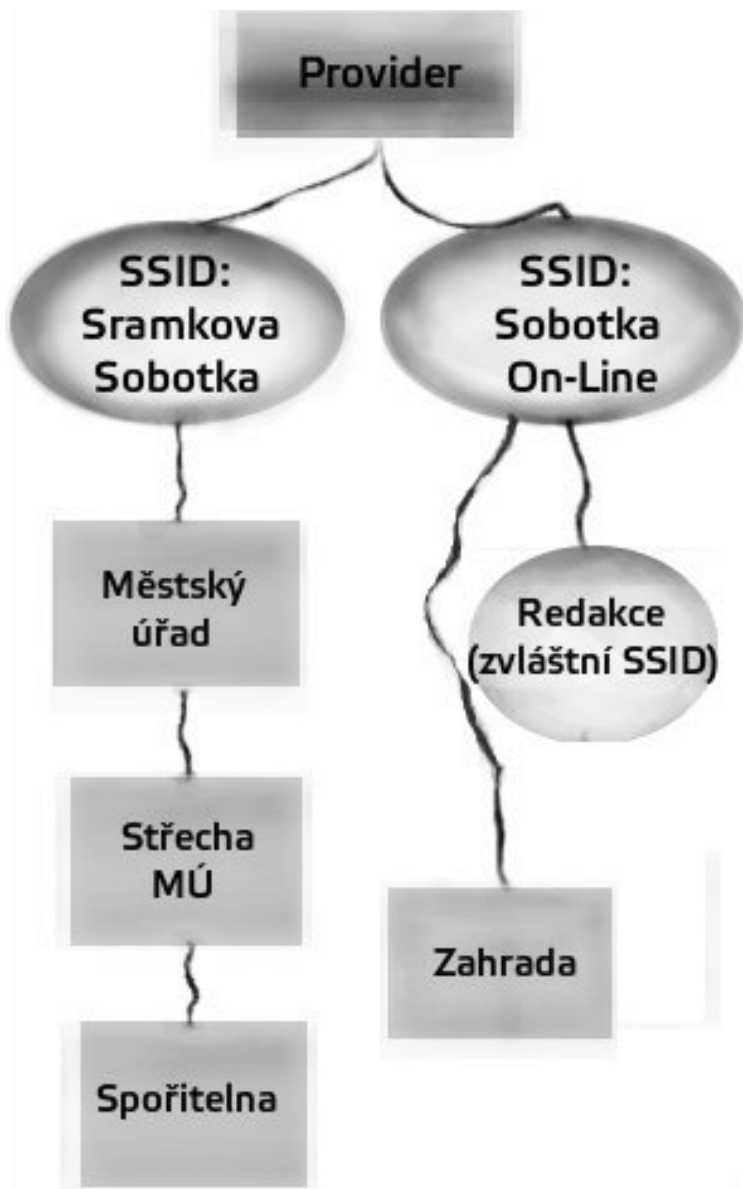 Provider
SSID:
Sramkova
Sobotka
SSID:
Sobotka
On-Line
Městský
úřad
Redakce
(zvláštní SSID)
Střecha
MÚ
Zahrada
Spořitelna